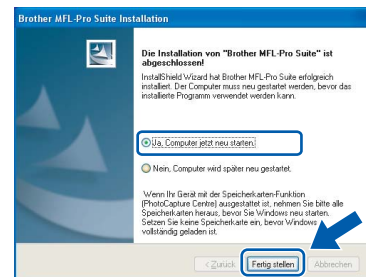 Brother MFL-Pro Suite Installation
Die Installation von "Brother MFL-Pro Suite" ist
abgeschlossen!
InstallShield Wizard hat Brother MFL-Pro Suite erfolgreich
installiert. Der Computer muss neu gestartet werden, bevor das
installierte Programm verwendet werden kann.
Ja, Computer jetzt neu starten.
Nein, Computer wird später neu gestartet.
Wenn Ihr Gerät mit der Speicherkarten-Funktion
(PhotoCapture Centre) ausgestattet ist, nehmen Sie bitte alle
Speicherkarten heraus, bevor Sie Windows neu starten.
Setzen Sie keine Speicherkarte ein, bevor Windows
vollständig geladen ist.
< Zurück Fertig stellen Abbrechen